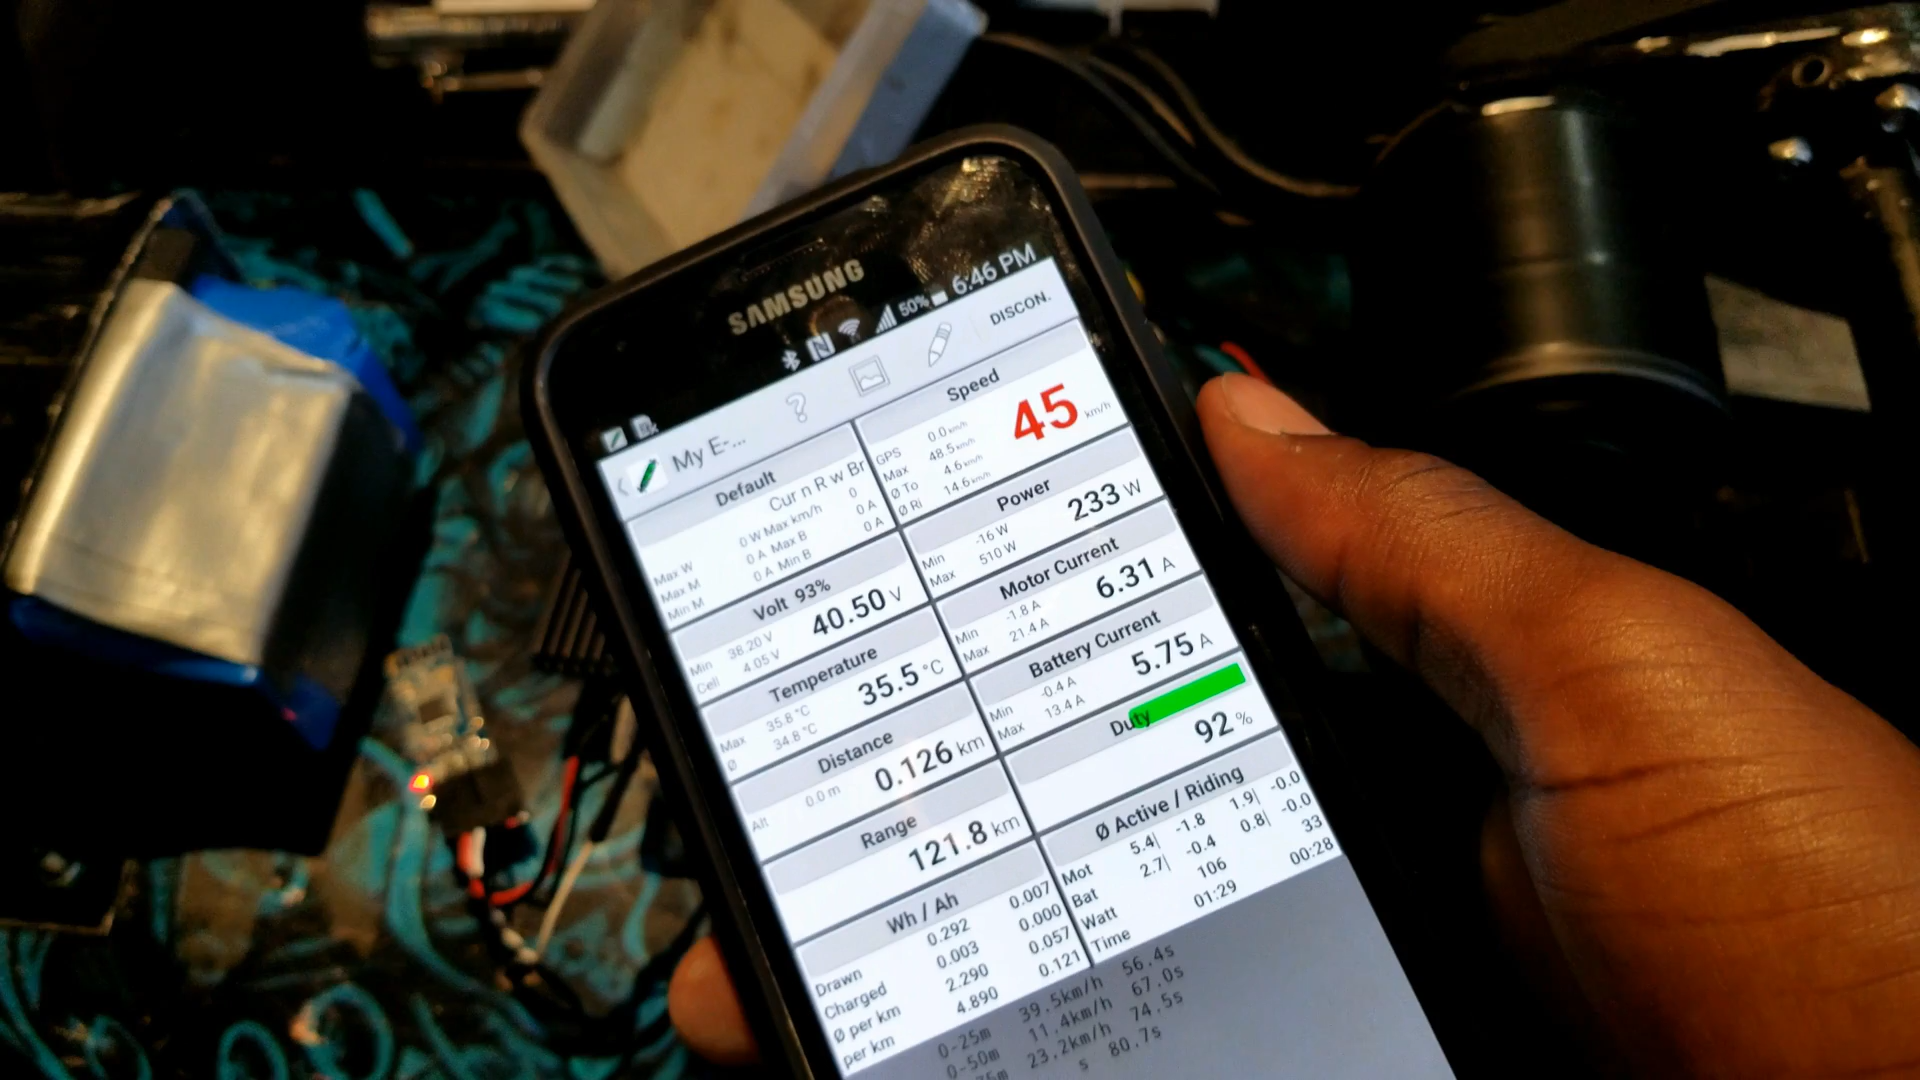 SAMSUNG
50% 6:46 PM
My E-... ? DISCON.
Default
Cur n R w Br
Max W 0 W Max km/h 0
Max M 0 A Max B 0 A
Min M 0 A Min B 0 A
Volt 93%
40.50 V
Min 38.20 V
Cell 4.05 V
Temperature
35.5 °C
Max 35.8 °C
Ø 34.8 °C
Distance
0.126 km
Alt 0.0 m
Range
121.8 km
Wh / Ah
Drawn 0.292 0.007
Charged 0.003 0.000
Ø per km 2.290 0.057
per km 4.890 0.121
Speed
45 km/h
GPS 0.0 km/h
Max 48.5 km/h
Ø To 4.6 km/h
Ø Ri 14.6 km/h
Power
233 W
Min -16 W
Max 510 W
Motor Current
6.31 A
Min -1.8 A
Max 21.4 A
Battery Current
5.75 A
Min -0.4 A
Max 13.4 A
Duty
92 %
Ø Active / Riding
Mot 5.4| -1.8 1.9| -0.0
Bat 2.7| -0.4 0.8| -0.0
Watt 106 33
Time 01:29 00:28
0-25m 39.5km/h 56.4s
0-50m 11.4km/h 67.0s
23.2km/h 74.5s
s 80.7s